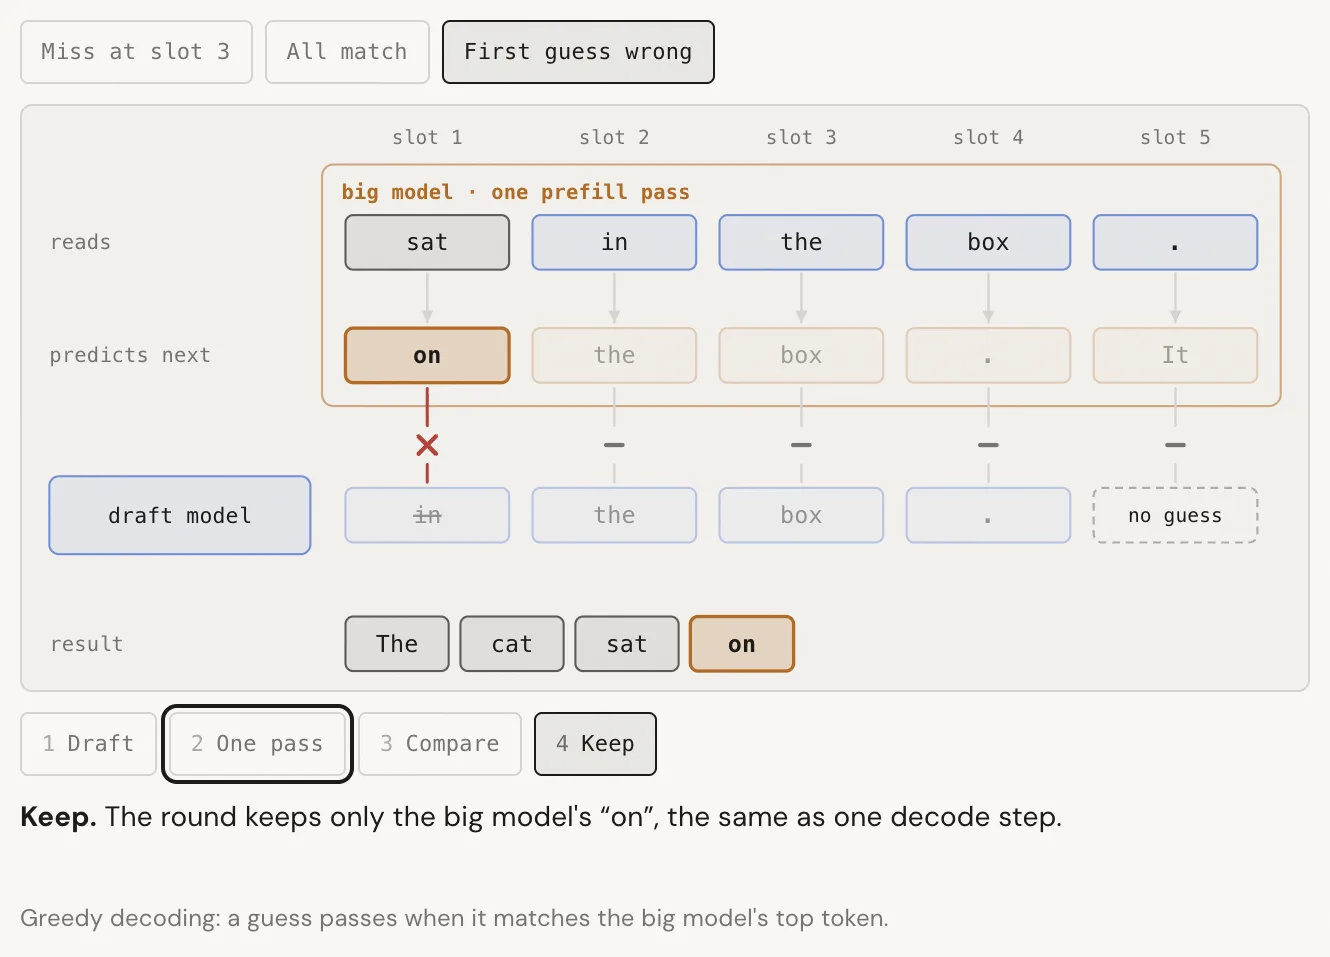 Miss at slot 3 All match First guess wrong
slot 1 slot 2 slot 3 slot 4 slot 5
big model · one prefill pass
reads sat in the box .
predicts next on the box . It
draft model in the box . no guess
result The cat sat on
1 Draft 2 One pass 3 Compare 4 Keep
Keep. The round keeps only the big model's “on”, the same as one decode step.
Greedy decoding: a guess passes when it matches the big model's top token.